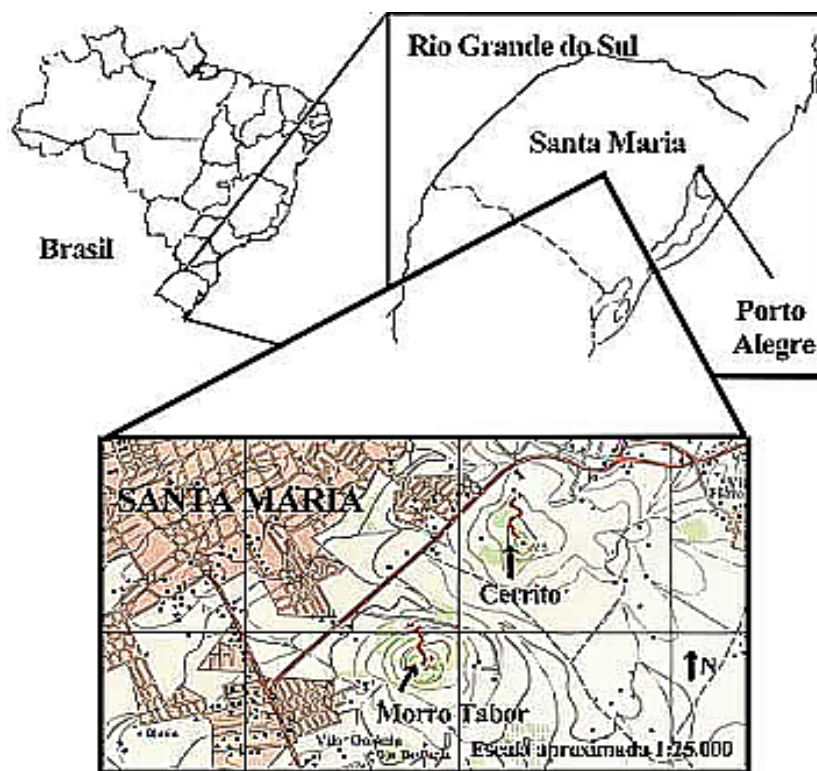 Rio Grande do Sul
Santa Maria
Brasil
Porto
Alegre
SANTA MARIA
Cerrito
N
Morro Tabor
Escala aproximada 1:25.000